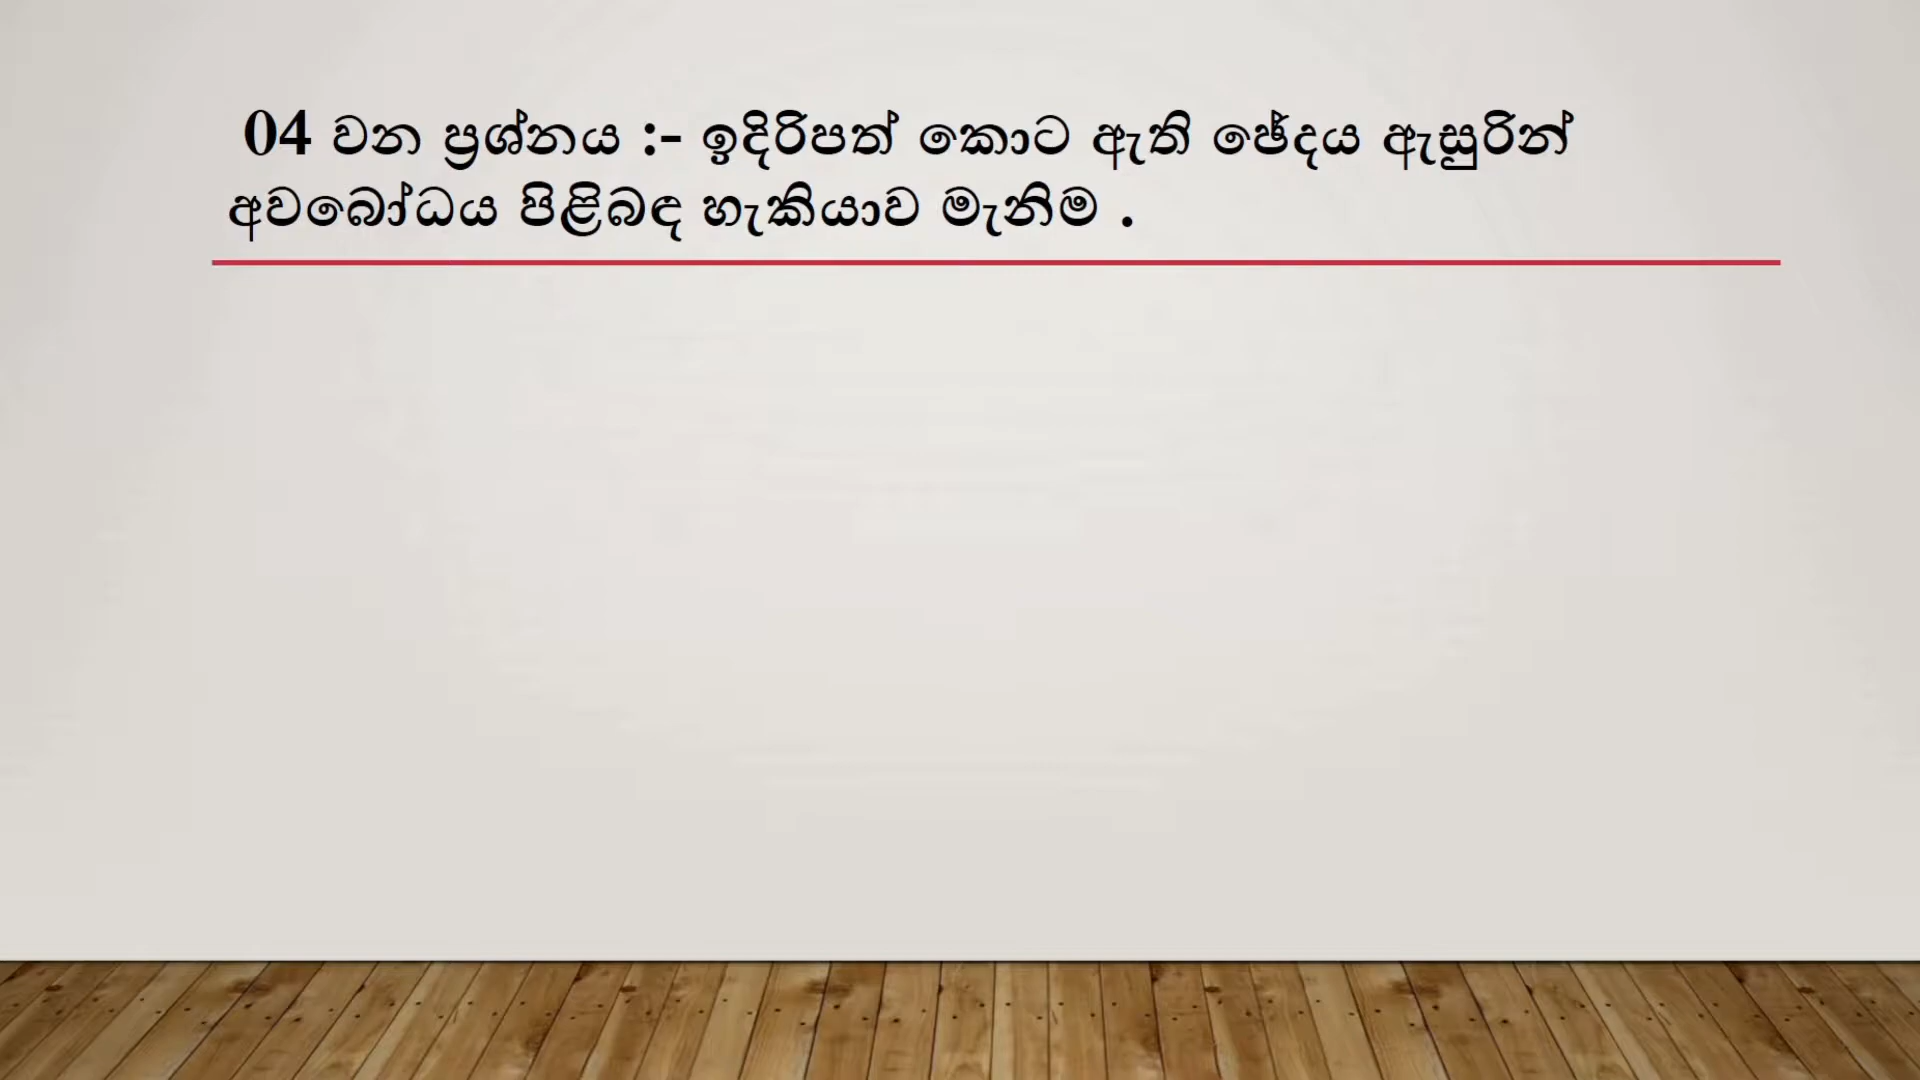 04 වන ප්‍රශ්නය :- ඉදිරිපත් කොට ඇති ඡේදය ඇසුරින්
අවබෝධය පිළිබඳ හැකියාව මැනිම .